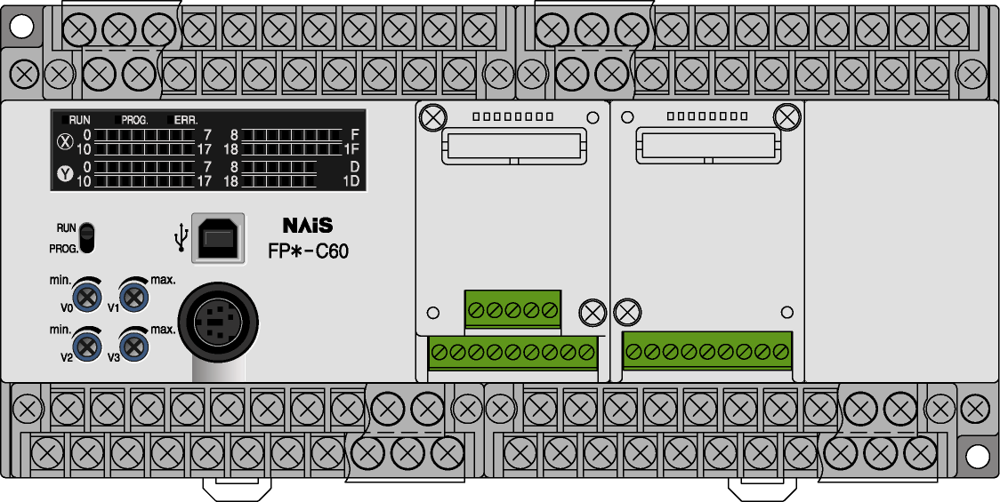 RUN PROG. ERR.
X 0 7 8 F
10 17 18 1F
Y 0 7 8 D
10 17 18 1D
RUN
PROG.
NAiS
FP*-C60
min. max.
V0 V1
min. max.
V2 V3